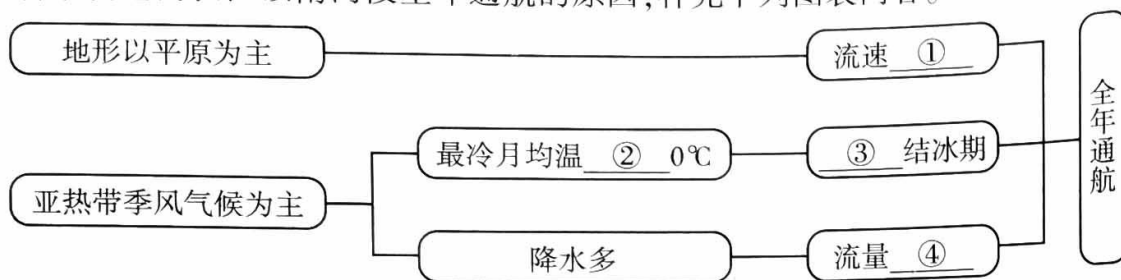 地形以平原为主
流速 ①
最冷月均温 ② 0℃
③ 结冰期
亚热带季风气候为主
降水多
流量 ④
全年通航